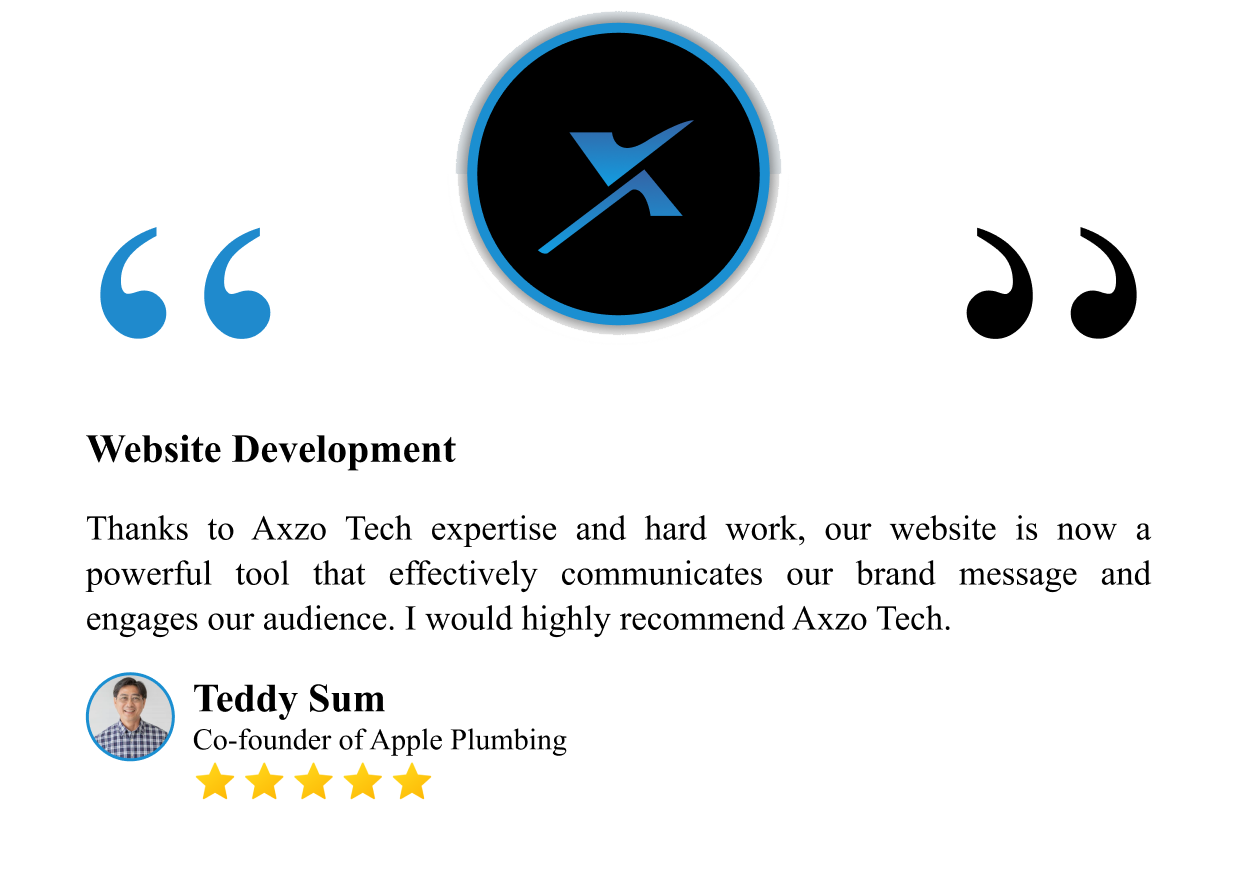 Website Development
Thanks to Axzo Tech expertise and hard work, our website is now a
powerful tool that effectively communicates our brand message and
engages our audience. I would highly recommend Axzo Tech.
Teddy Sum
Co-founder of Apple Plumbing